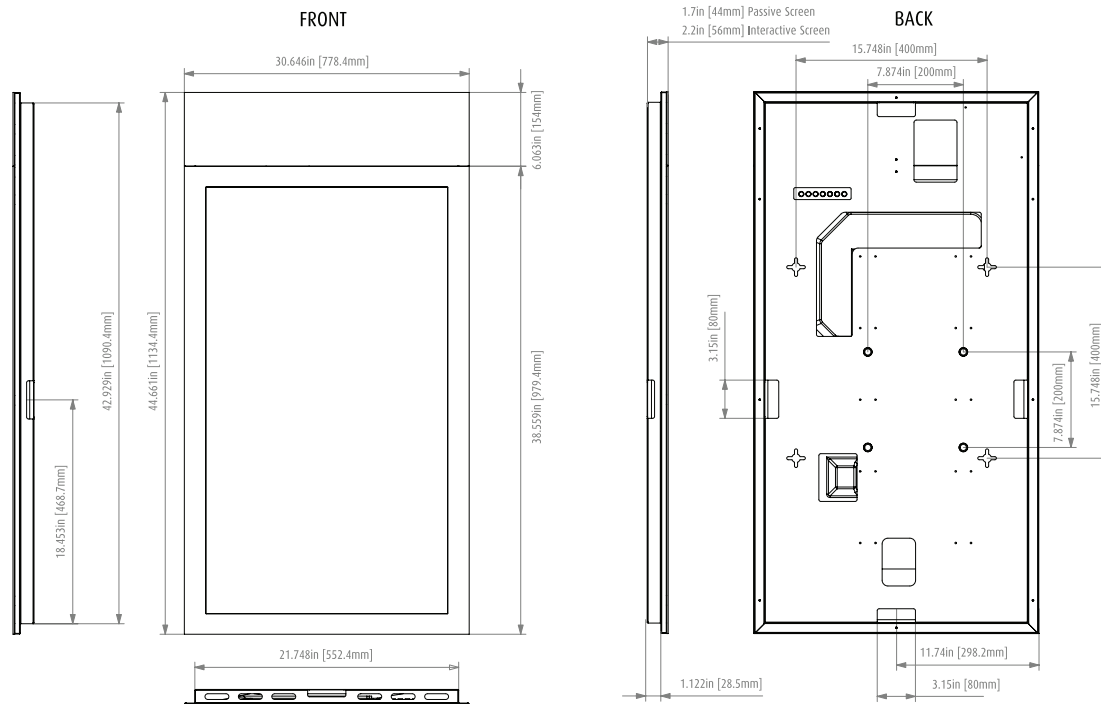 FRONT
BACK
1.7in [44mm] Passive Screen
2.2in [56mm] Interactive Screen
30.646in [778.4mm]
15.748in [400mm]
7.874in [200mm]
6.063in [154mm]
42.929in [1090.4mm]
44.661in [1134.4mm]
38.559in [979.4mm]
18.453in [468.7mm]
3.15in [80mm]
7.874in [200mm]
15.748in [400mm]
21.748in [552.4mm]
11.74in [298.2mm]
1.122in [28.5mm]
3.15in [80mm]